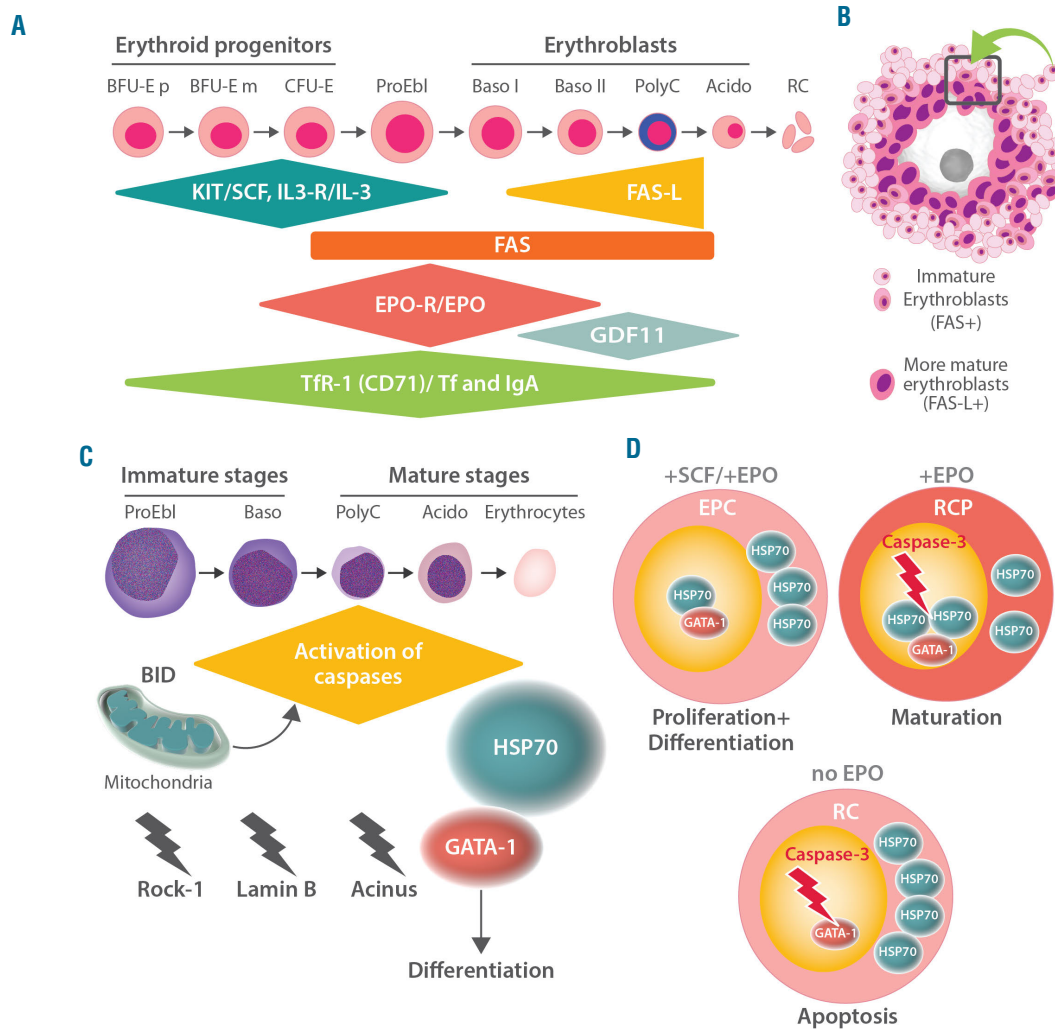 A
Erythroid progenitors
Erythroblasts
BFU-E p
BFU-E m
CFU-E
ProEbl
Baso I
Baso II
PolyC
Acido
RC
KIT/SCF, IL3-R/IL-3
FAS-L
FAS
EPO-R/EPO
GDF11
TfR-1 (CD71)/ Tf and IgA
B
Immature
Erythroblasts
(FAS+)
More mature
erythroblasts
(FAS-L+)
C
Immature stages
Mature stages
ProEbl
Baso
PolyC
Acido
Erythrocytes
Activation of
caspases
BID
Mitochondria
HSP70
GATA-1
Rock-1
Lamin B
Acinus
Differentiation
D
+SCF/+EPO
EPC
HSP70
HSP70
HSP70
HSP70
GATA-1
Proliferation+
Differentiation
+EPO
RCP
Caspase-3
HSP70
HSP70
HSP70
HSP70
GATA-1
Maturation
no EPO
RC
Caspase-3
HSP70
HSP70
HSP70
HSP70
GATA-1
Apoptosis